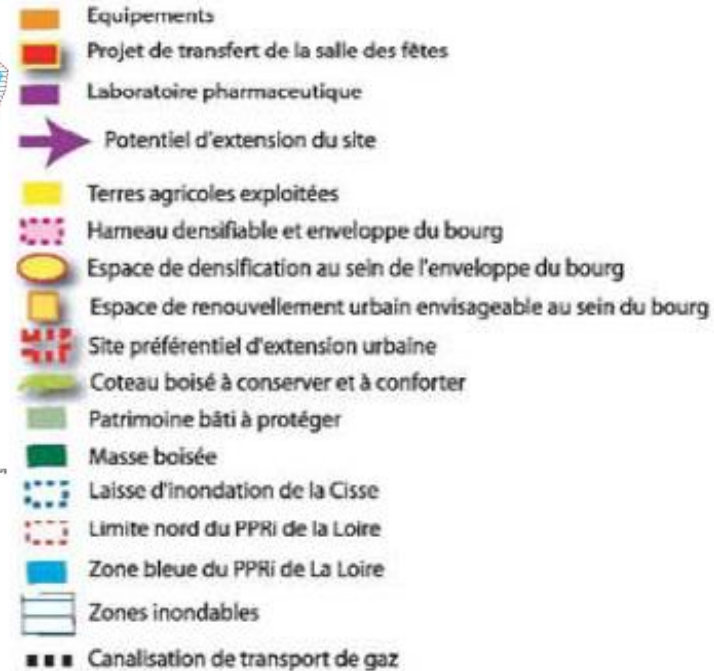 Equipements
Projet de transfert de la salle des fêtes
Laboratoire pharmaceutique
Potentiel d'extension du site
Terres agricoles exploitées
Hameau densifiable et enveloppe du bourg
Espace de densification au sein de l'enveloppe du bourg
Espace de renouvellement urbain envisageable au sein du bourg
Site préférentiel d'extension urbaine
Coteau boisé à conserver et à conforter
Patrimoine bâti à protéger
Masse boisée
Laisse d'inondation de la Cisse
Limite nord du PPRi de la Loire
Zone bleue du PPRi de La Loire
Zones inondables
Canalisation de transport de gaz